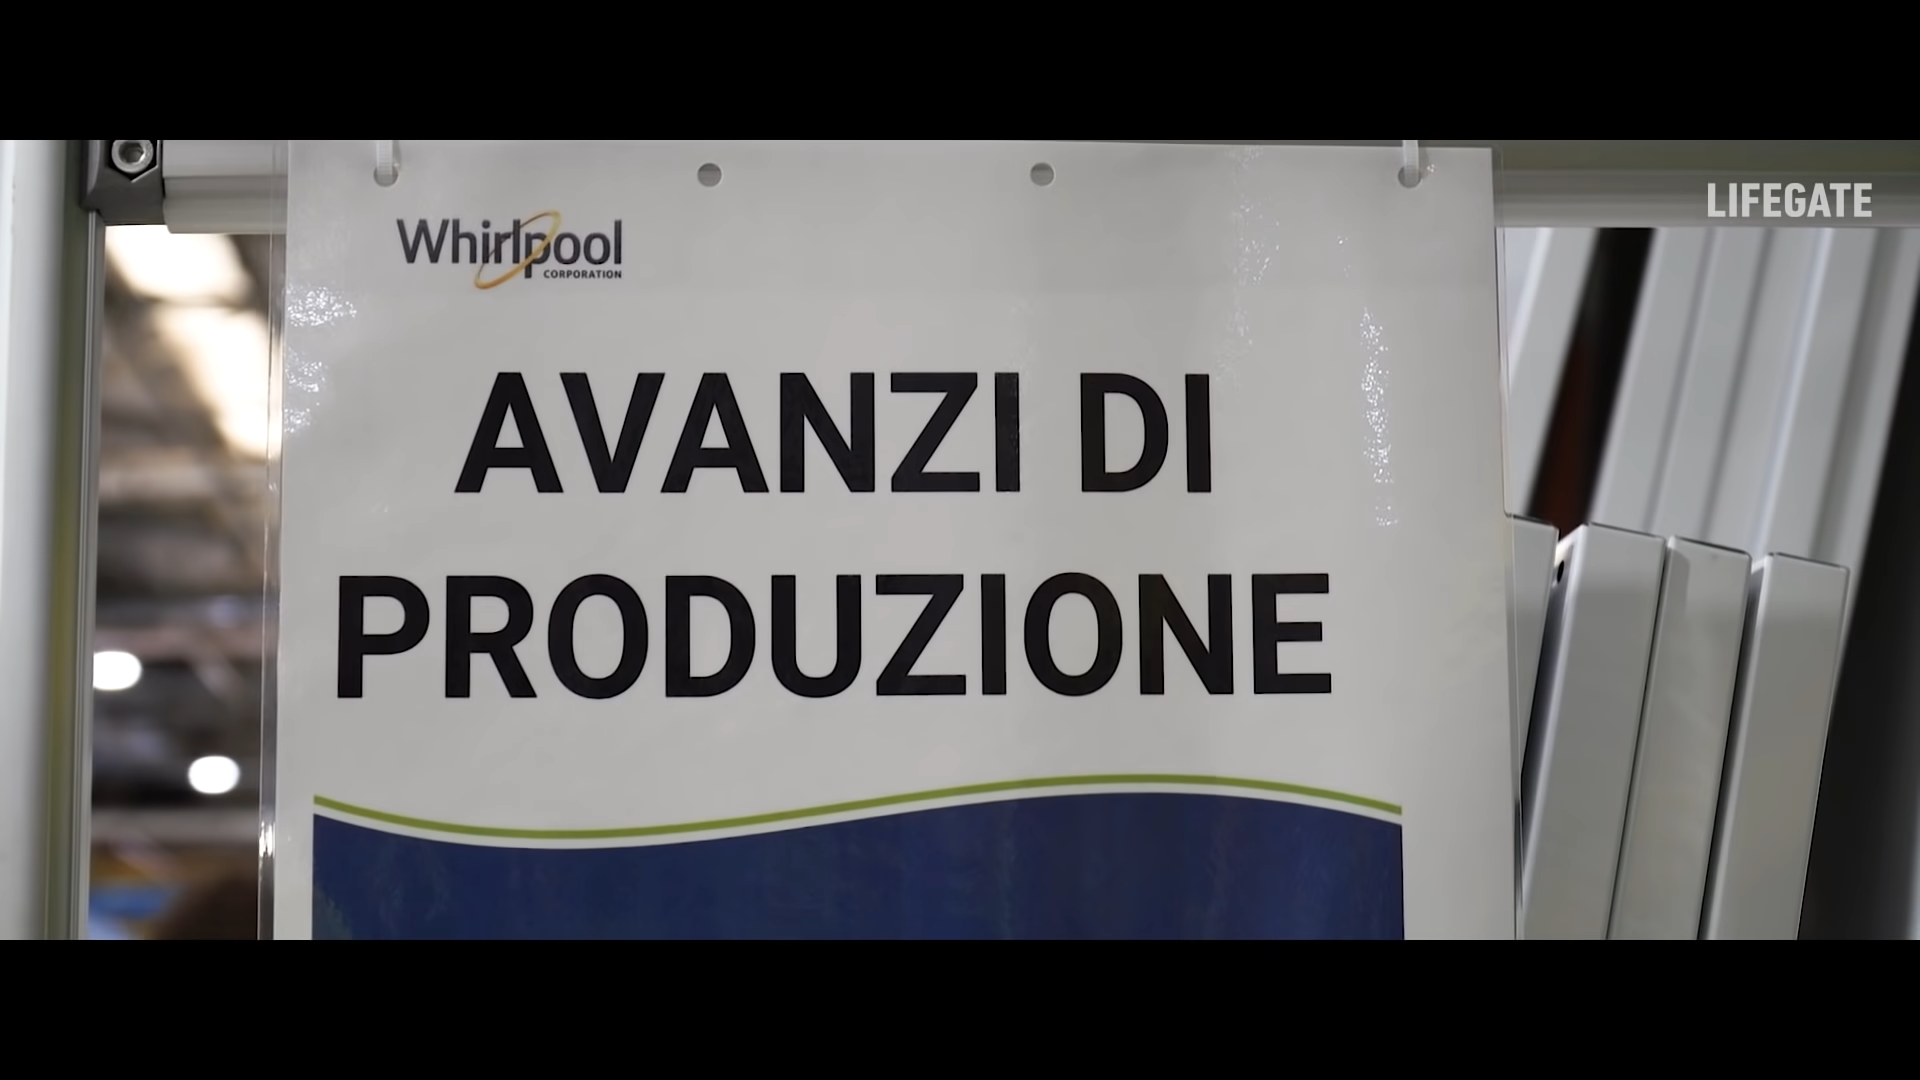 LIFEGATE
Whirlpool
CORPORATION
AVANZI DI
PRODUZIONE